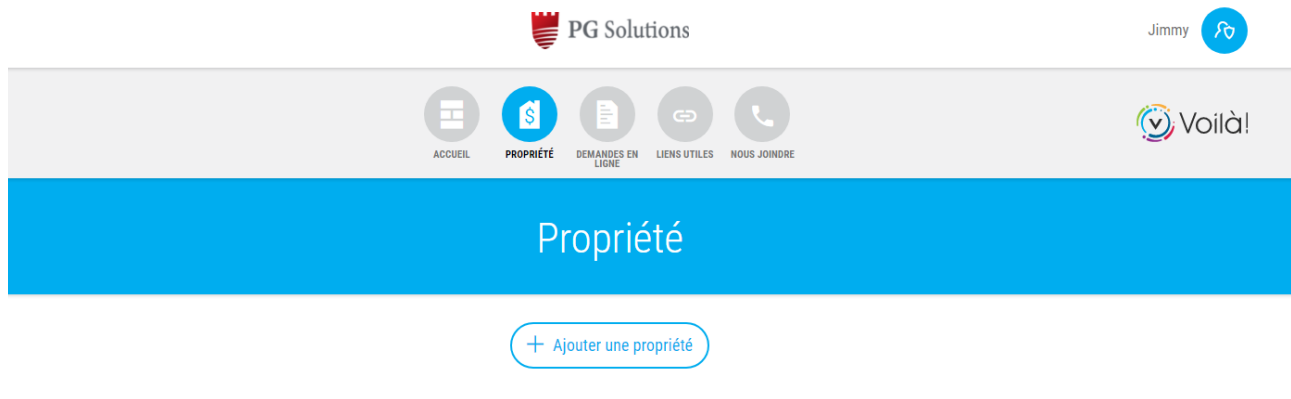 PG Solutions
Jimmy
ACCUEIL
PROPRIÉTÉ
DEMANDES EN
LIGNE
LIENS UTILES
NOUS JOINDRE
Voilà!
Propriété
Ajouter une propriété